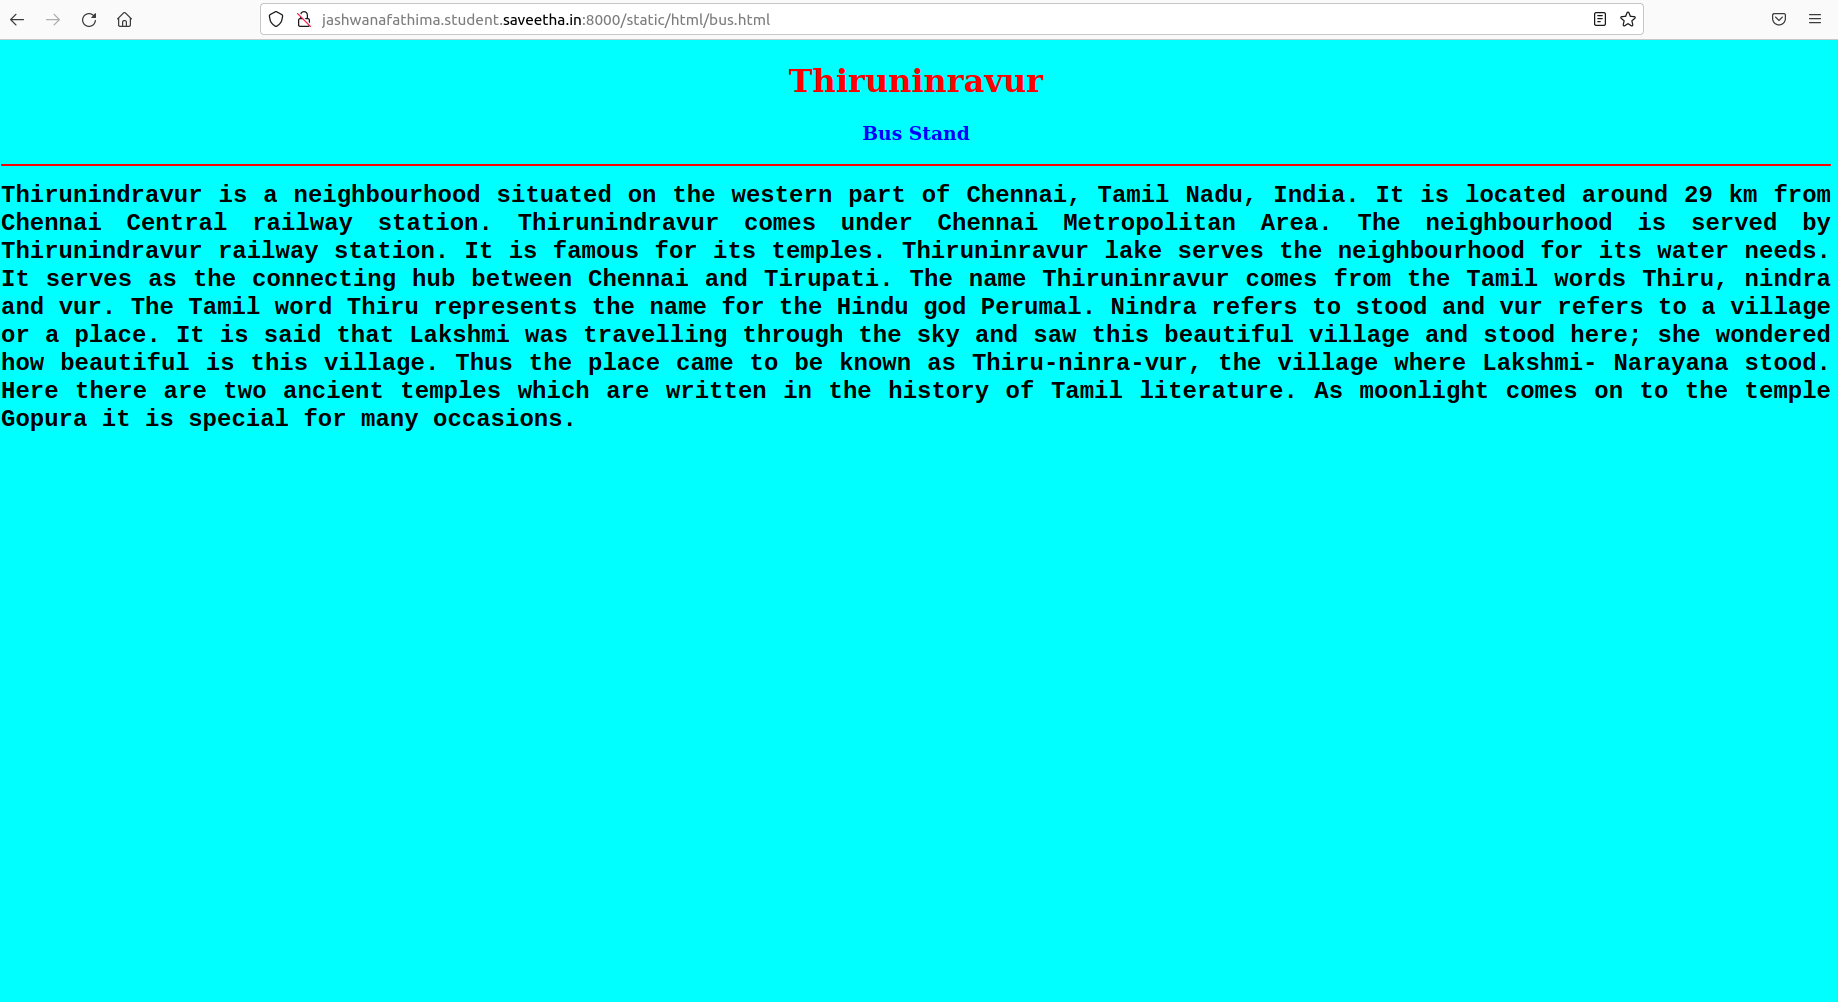 jashwanafathima.student.saveetha.in:8000/static/html/bus.html
Thiruninravur
Bus Stand
Thirunindravur is a neighbourhood situated on the western part of Chennai, Tamil Nadu, India. It is located around 29 km from
Chennai Central railway station. Thirunindravur comes under Chennai Metropolitan Area. The neighbourhood is served by
Thirunindravur railway station. It is famous for its temples. Thiruninravur lake serves the neighbourhood for its water needs.
It serves as the connecting hub between Chennai and Tirupati. The name Thiruninravur comes from the Tamil words Thiru, nindra
and vur. The Tamil word Thiru represents the name for the Hindu god Perumal. Nindra refers to stood and vur refers to a village
or a place. It is said that Lakshmi was travelling through the sky and saw this beautiful village and stood here; she wondered
how beautiful is this village. Thus the place came to be known as Thiru-ninra-vur, the village where Lakshmi- Narayana stood.
Here there are two ancient temples which are written in the history of Tamil literature. As moonlight comes on to the temple
Gopura it is special for many occasions.